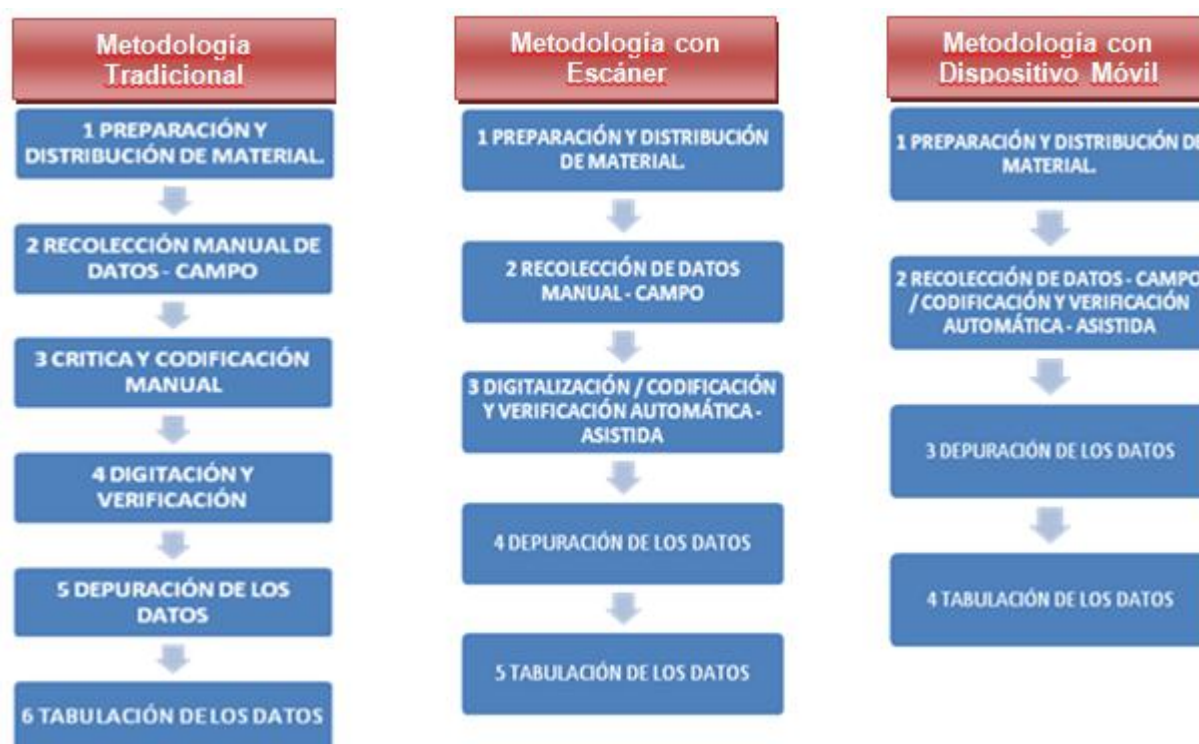 Metodología
Tradicional
1 PREPARACIÓN Y
DISTRIBUCIÓN DE MATERIAL.
2 RECOLECCIÓN MANUAL DE
DATOS - CAMPO
3 CRITICA Y CODIFICACIÓN
MANUAL
4 DIGITACIÓN Y
VERIFICACIÓN
5 DEPURACIÓN DE LOS
DATOS
6 TABULACIÓN DE LOS DATOS
Metodología con
Escáner
1 PREPARACIÓN Y DISTRIBUCIÓN
DE MATERIAL.
2 RECOLECCIÓN DE DATOS
MANUAL - CAMPO
3 DIGITALIZACIÓN / CODIFICACIÓN
Y VERIFICACIÓN AUTOMÁTICA -
ASISTIDA
4 DEPURACIÓN DE LOS DATOS
5 TABULACIÓN DE LOS DATOS
Metodología con
Dispositivo Móvil
1 PREPARACIÓN Y DISTRIBUCIÓN DE
MATERIAL.
2 RECOLECCIÓN DE DATOS - CAMPO
/ CODIFICACIÓN Y VERIFICACIÓN
AUTOMÁTICA - ASISTIDA
3 DEPURACIÓN DE LOS DATOS
4 TABULACIÓN DE LOS DATOS